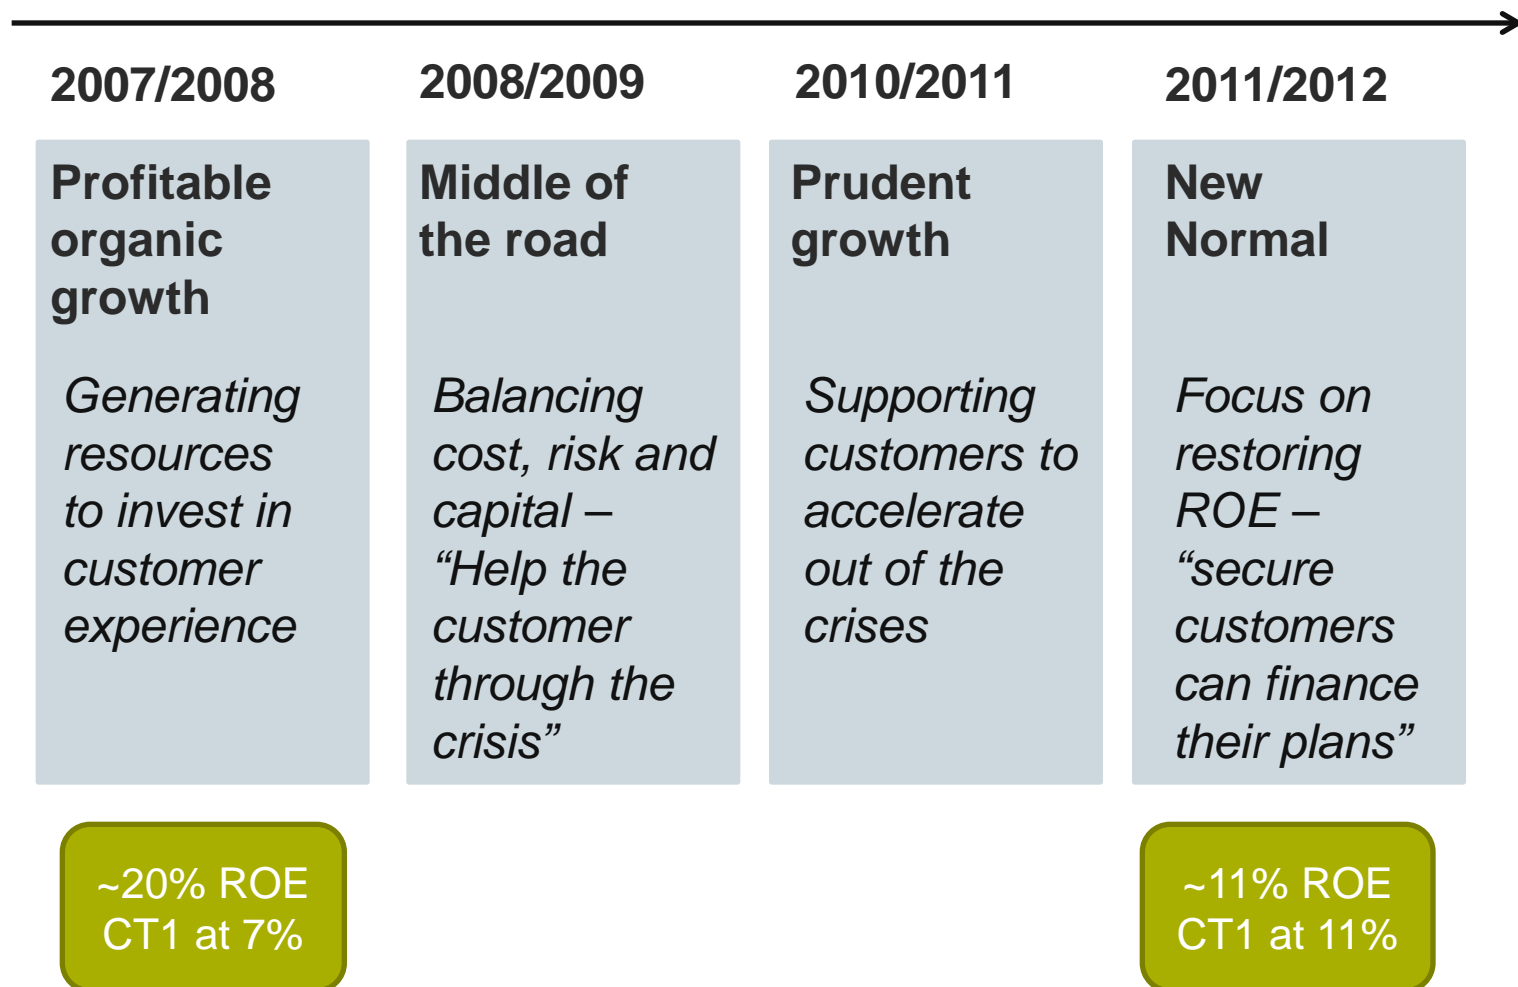 2007/2008
Profitable
organic
growth
Generating
resources
to invest in
customer
experience
~20% ROE
CT1 at 7%
2008/2009
Middle of
the road
Balancing
cost, risk and
capital –
“Help the
customer
through the
crisis”
2010/2011
Prudent
growth
Supporting
customers to
accelerate
out of the
crises
2011/2012
New
Normal
Focus on
restoring
ROE –
“secure
customers
can finance
their plans”
~11% ROE
CT1 at 11%